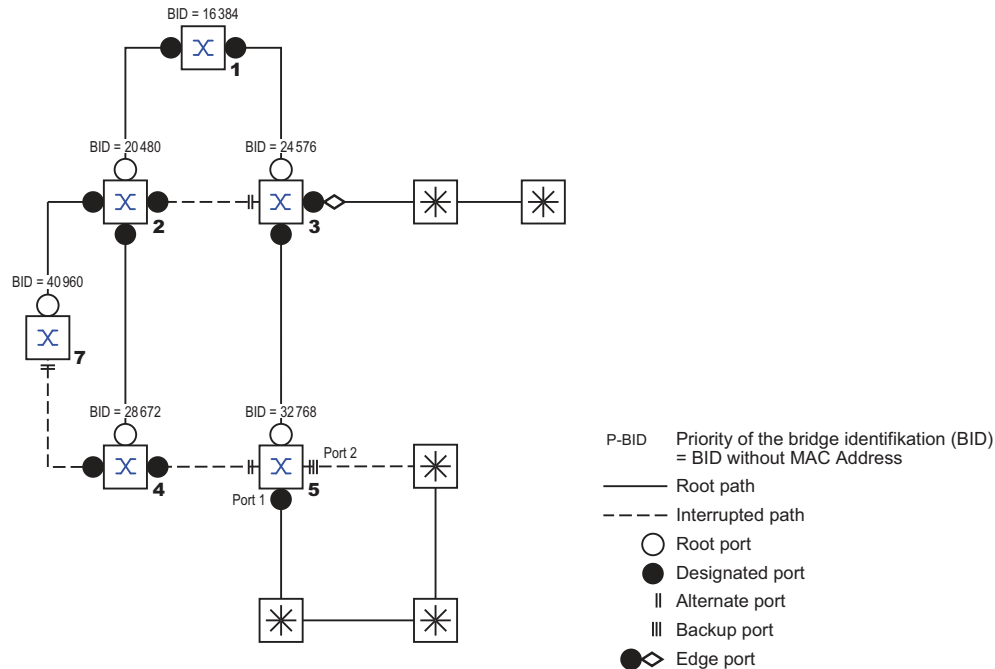 BID = 16 384
1
BID = 20 480
BID = 24 576
2
3
BID = 40 960
7
BID = 28 672
BID = 32 768
Port 2
4
5
Port 1
P-BID Priority of the bridge identifikation (BID)
= BID without MAC Address
Root path
Interrupted path
Root port
Designated port
Alternate port
Backup port
Edge port